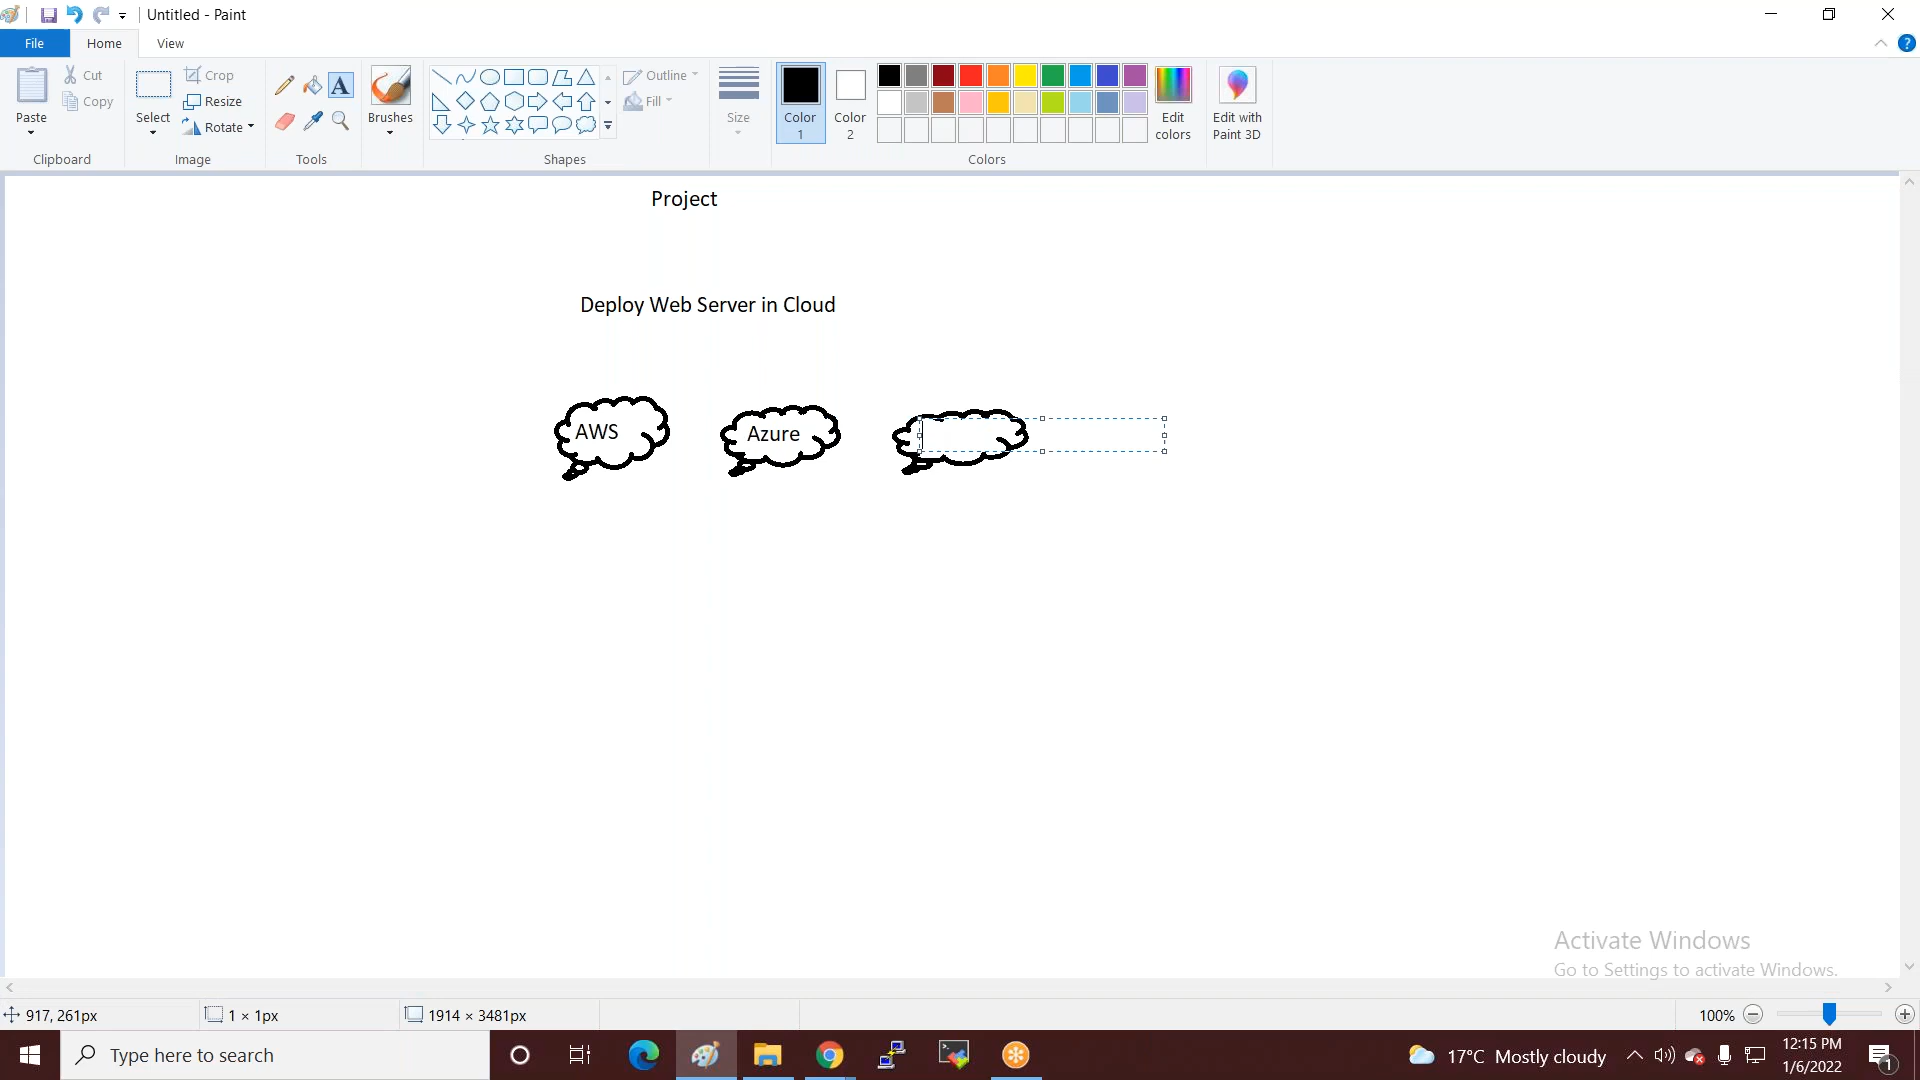 Untitled - Paint
File
Home
View
Paste
Cut
Copy
Clipboard
Select
Crop
Resize
Rotate
Image
A
Tools
Brushes
Outline
Fill
Shapes
Size
Color
1
Color
2
Edit
colors
Edit with
Paint 3D
Colors
?
Project
Deploy Web Server in Cloud
AWS
Azure
Activate Windows
Go to Settings to activate Windows.
917, 261px
1 × 1px
1914 × 3481px
100%
Type here to search
17°C Mostly cloudy
12:15 PM
1/6/2022
1